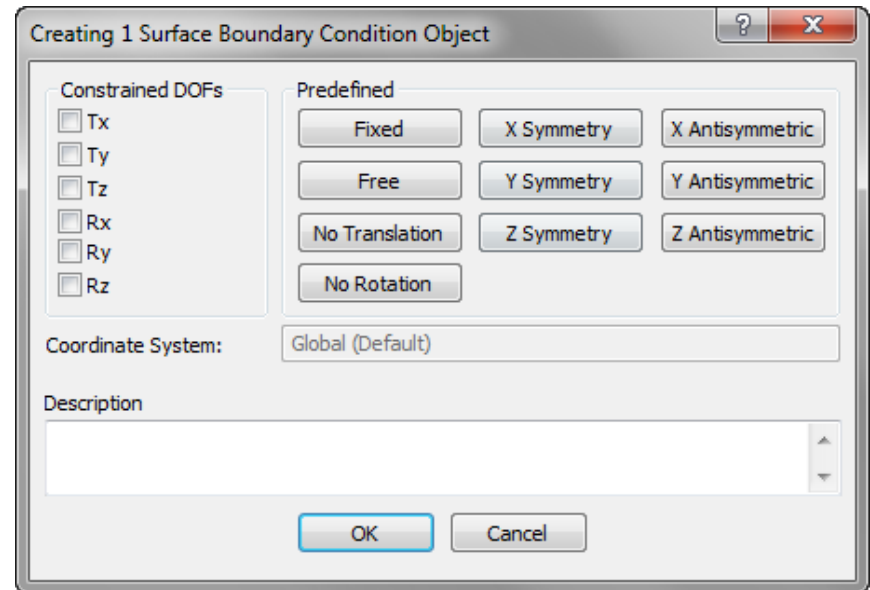 Creating 1 Surface Boundary Condition Object
?
X
Constrained DOFs
Tx
Ty
Tz
Rx
Ry
Rz
Predefined
Fixed X Symmetry X Antisymmetric
Free Y Symmetry Y Antisymmetric
No Translation Z Symmetry Z Antisymmetric
No Rotation
Coordinate System: Global (Default)
Description
OK Cancel